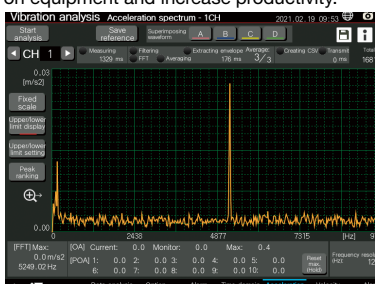 on equipment and increase productivity.
Vibration analysis Acceleration spectrum - 1CH 2021.02.19 09:53
Start analysis Save reference Superimposing waveform A B C D
CH 1 Measuring 1329 ms Filtering FFT Averaging Extracting envelope 176 ms Average: 3/3 Creating CSV Transmit 0 ms Total
0.03
[m/s2]
Fixed scale
Upper/lower limit display
Upper/lower limit setting
Peak ranking
0.00
0 2438 4877 7315 [Hz]
[FFT] Max: [OA] Current: 0.0 Monitor: 0.0 Max: 0.4
0.0 m/s2 [POA] 1: 0.0 2: 0.0 3: 0.0 4: 0.0 5: 0.0 Reset max. (Hold)
5249.02 Hz 6: 0.0 7: 0.0 8: 0.0 9: 0.0 10: 0.0